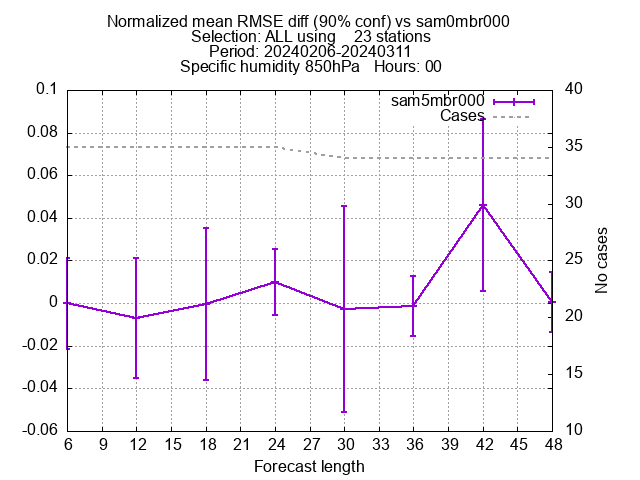 Normalized mean RMSE diff (90% conf) vs sam0mbr000
Selection: ALL using    23 stations
Period: 20240206-20240311
Specific humidity 850hPa   Hours: 00
sam5mbr000
Cases
0.1
0.08
0.06
0.04
0.02
0
-0.02
-0.04
-0.06
40
35
30
25
20
15
10
No cases
6 9 12 15 18 21 24 27 30 33 36 39 42 45 48
Forecast length